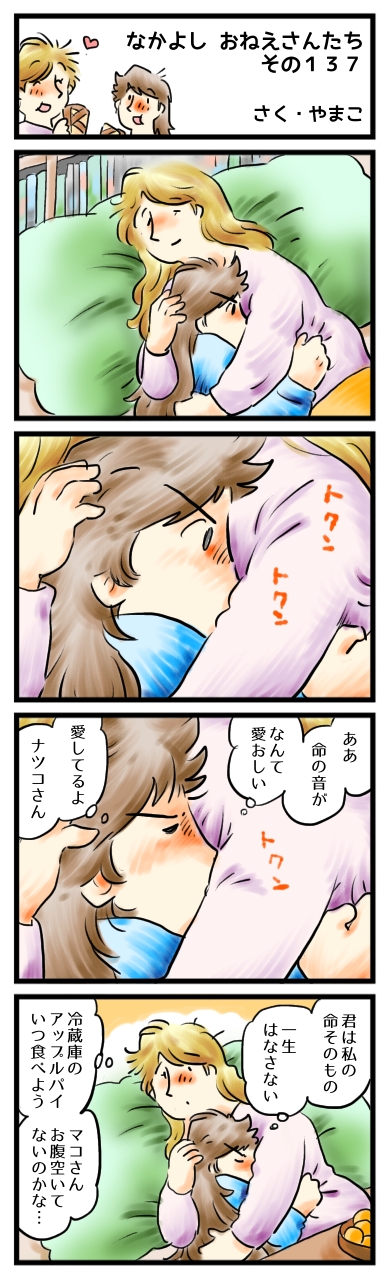 なかよし おねえさんたち
その１３７
さく・やまこ
トクン
トクン
ああ
命の音が
なんて
愛おしい
トクン
愛してるよ
ナツコさん
君は私の
命そのもの
一生
はなさない
冷蔵庫の
アップルパイ
いつ食べよう
マコさん
お腹空いて
ないのかな…